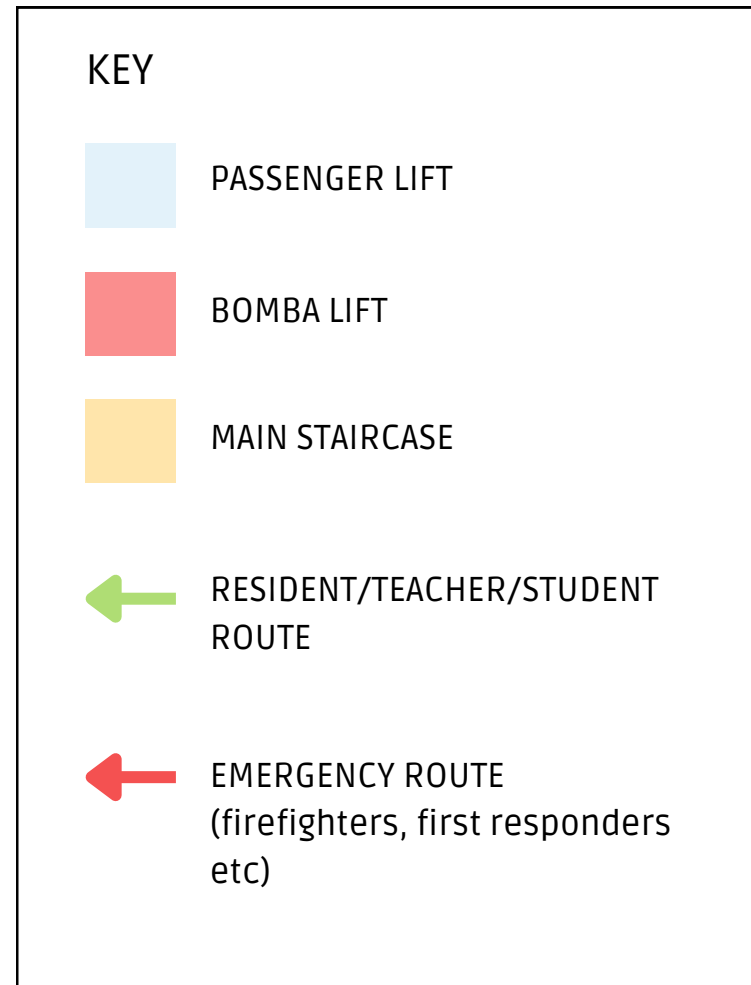 KEY
PASSENGER LIFT
BOMBA LIFT
MAIN STAIRCASE
RESIDENT/TEACHER/STUDENT
ROUTE
EMERGENCY ROUTE
(firefighters, first responders
etc)